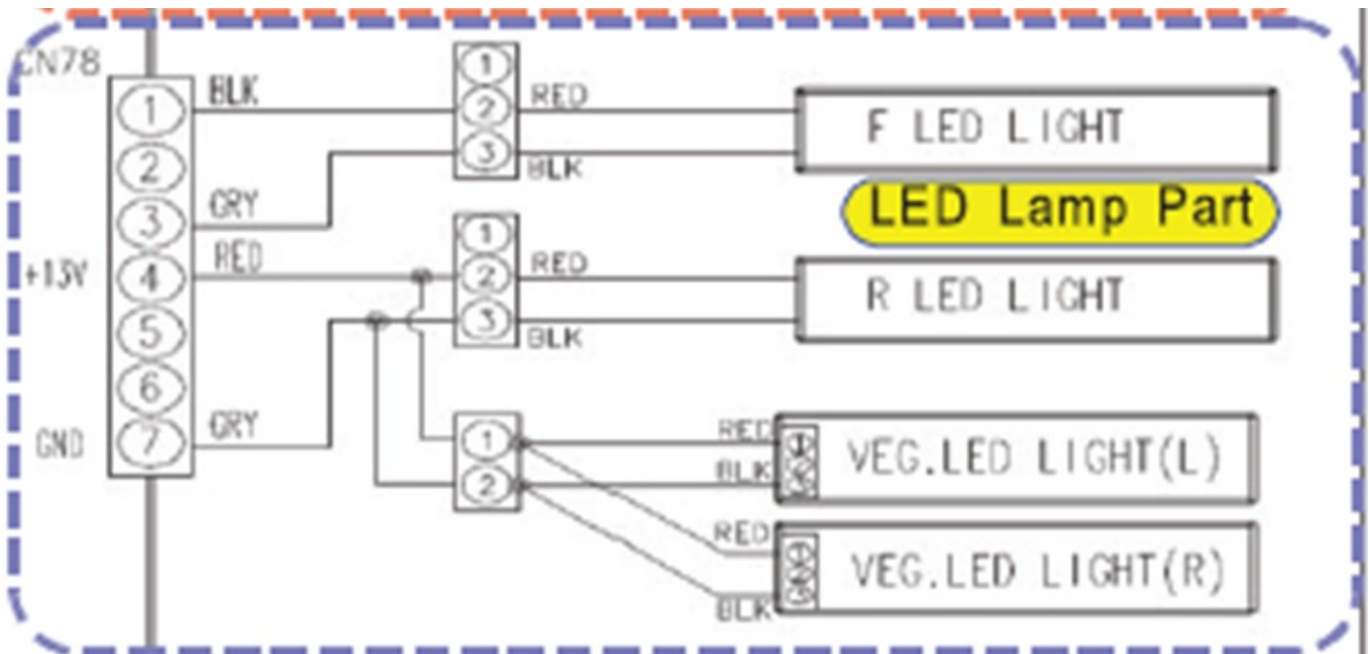 CN78
1 BLK
2
3 GRY
+13V 4 RED
5
6
GND 7 GRY
1
2 RED
3 BLK
F LED LIGHT
LED Lamp Part
1
2 RED
3 BLK
R LED LIGHT
1
2
RED
BLK
VEG.LED LIGHT(L)
RED
BLK
VEG.LED LIGHT(R)